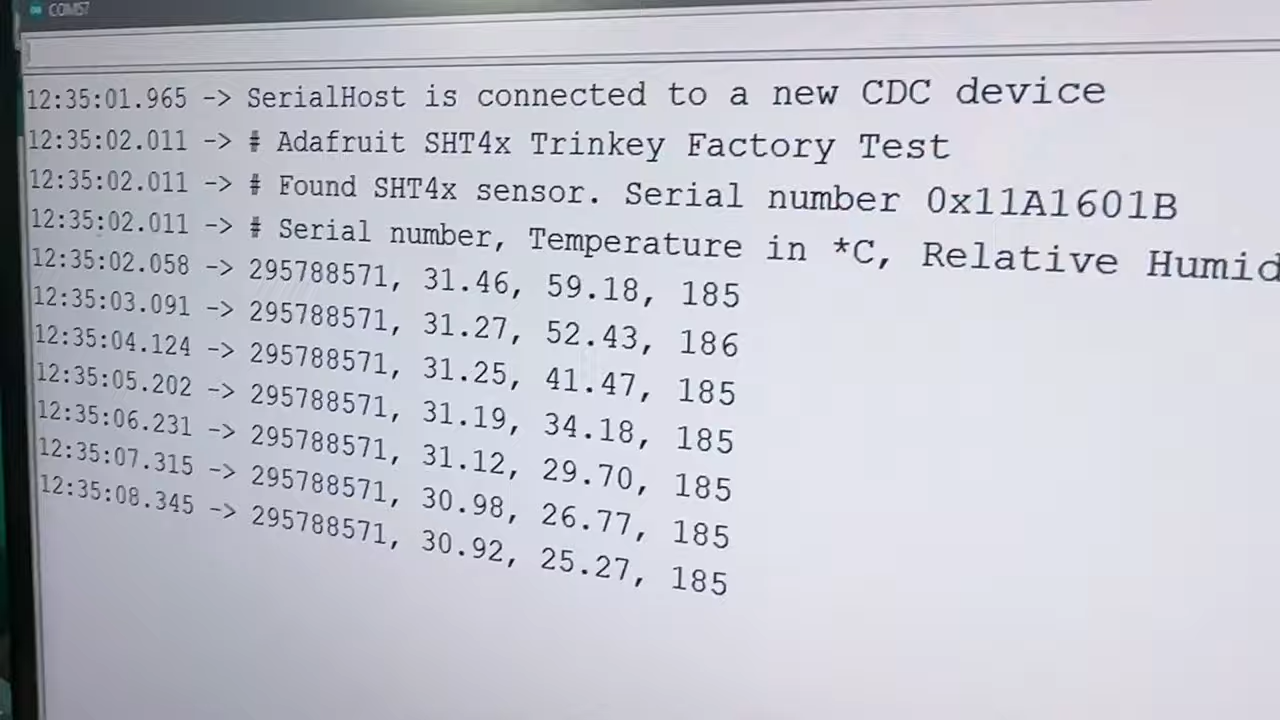 COM57
12:35:01.965 -> SerialHost is connected to a new CDC device
12:35:02.011 -> # Adafruit SHT4x Trinkey Factory Test
12:35:02.011 -> # Found SHT4x sensor. Serial number 0x11A1601B
12:35:02.011 -> # Serial number, Temperature in *C, Relative Humid
12:35:02.058 -> 295788571, 31.46, 59.18, 185
12:35:03.091 -> 295788571, 31.27, 52.43, 186
12:35:04.124 -> 295788571, 31.25, 41.47, 185
12:35:05.202 -> 295788571, 31.19, 34.18, 185
12:35:06.231 -> 295788571, 31.12, 29.70, 185
12:35:07.315 -> 295788571, 30.98, 26.77, 185
12:35:08.345 -> 295788571, 30.92, 25.27, 185